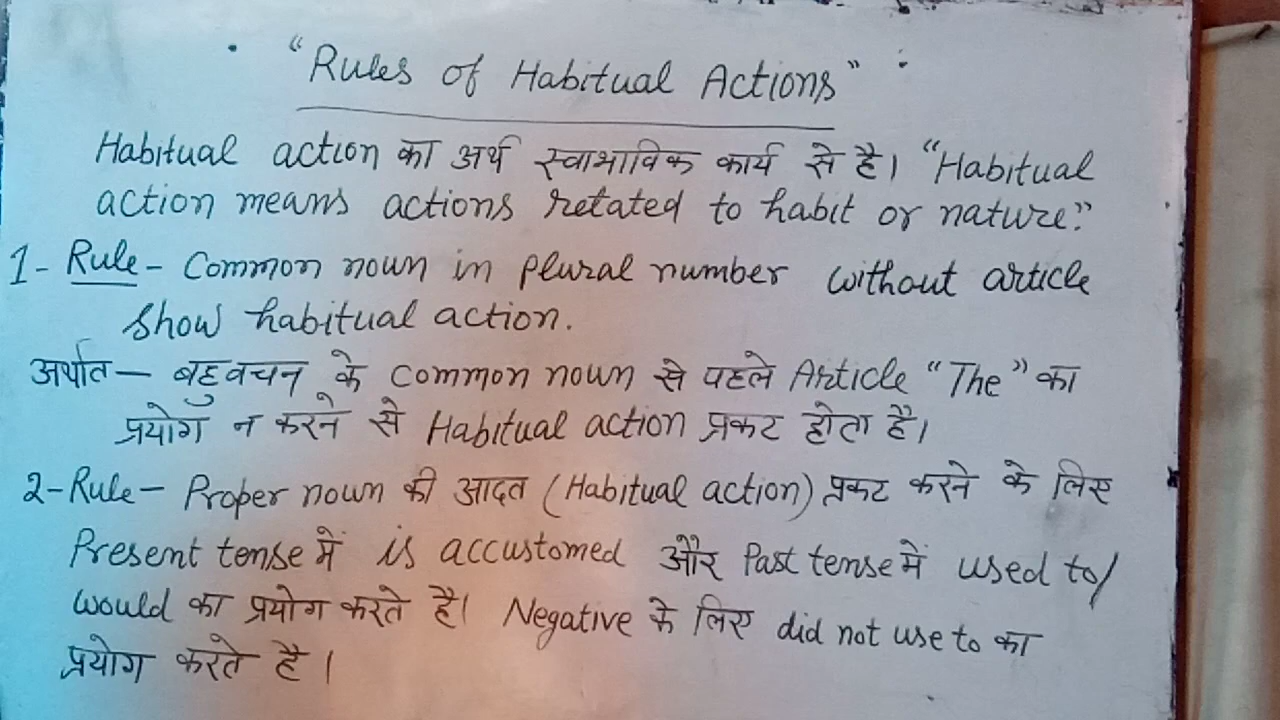 "Rules of Habitual Actions"
Habitual action का अर्थ स्वाभाविक कार्य से है। "Habitual
action means actions retated to habit or nature."
1- Rule - Common noun in plural number without article
show habitual action.
अर्थात — बहुवचन के common noun से पहले Article "The" का
प्रयोग न करने से Habitual action प्रकट होता है।
2-Rule- Proper noun की आदत (Habitual action) प्रकट करने के लिए
Present tense में is accustomed और Past tense में used to/
would का प्रयोग करते है। Negative के लिए did not use to का
प्रयोग करते है।